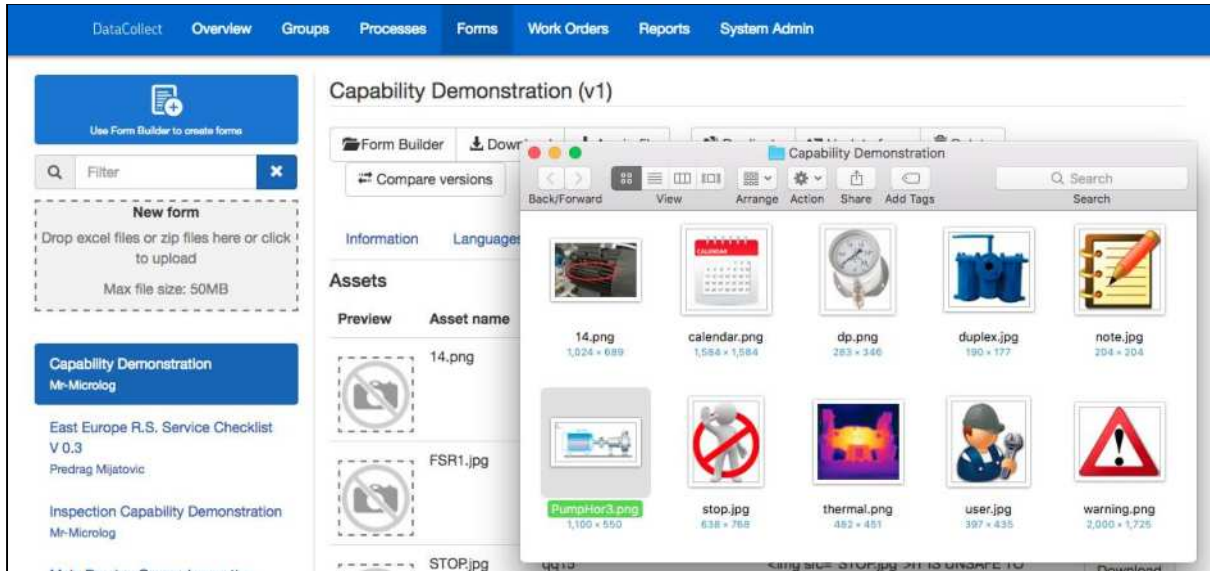 DataCollect Overview Groups Processes Forms Work Orders Reports System Admin
Use Form Builder to create forms
Filter
New form
Drop excel files or zip files here or click
to upload
Max file size: 50MB
Capability Demonstration
Mr-Microlog
East Europe R.S. Service Checklist
V 0.3
Predrag Mijatovic
Inspection Capability Demonstration
Mr-Microlog
Capability Demonstration (v1)
Form Builder
Compare versions
Information
Assets
Preview Asset name
14.png
FSR1.jpg
STOP.jpg
Capability Demonstration
Back/Forward View Arrange Action Share Add Tags Search
Search
CALENDAR
14.png calendar.png dp.png duplex.jpg note.jpg
1,024 × 689 1,564 × 1,564 283 × 346 190 × 177 204 × 204
PumpHor3.png stop.jpg thermal.png user.jpg warning.png
1,100 × 550 638 × 768 482 × 451 397 × 435 2,000 × 1,725